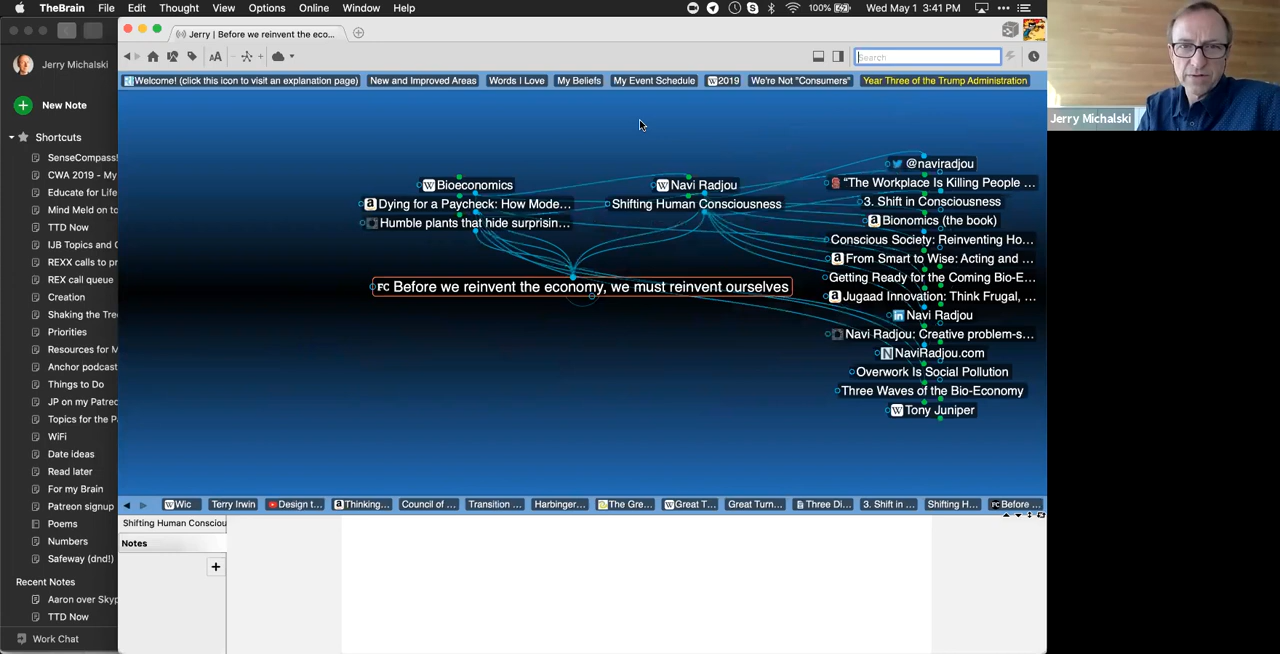 TheBrain File Edit Thought View Options Online Window Help
100% Wed May 1 3:41 PM
Jerry | Before we reinvent the eco...
Jerry Michalski
AA
Search
Welcome! (click this icon to visit an explanation page)
New and Improved Areas
Words I Love
My Beliefs
My Event Schedule
2019
We're Not "Consumers"
Year Three of the Trump Administration
New Note
Shortcuts
SenseCompass!
CWA 2019 - My
Educate for Life
Mind Meld on to
TTD Now
IJB Topics and C
REXX calls to pr
REX call queue
Creation
Shaking the Tre
Priorities
Resources for M
Anchor podcast
Things to Do
JP on my Patreo
Topics for the P
WiFi
Date ideas
Read later
For my Brain
Patreon signup
Poems
Numbers
Safeway (dnd!)
Recent Notes
Aaron over Skyp
TTD Now
Work Chat
Jerry Michalski
Bioeconomics
Dying for a Paycheck: How Mode...
Humble plants that hide surprisin...
Navi Radjou
Shifting Human Consciousness
FC Before we reinvent the economy, we must reinvent ourselves
@naviradjou
"The Workplace Is Killing People ...
3. Shift in Consciousness
Bionomics (the book)
Conscious Society: Reinventing Ho...
From Smart to Wise: Acting and ...
Getting Ready for the Coming Bio-E...
Jugaad Innovation: Think Frugal, ...
Navi Radjou
Navi Radjou: Creative problem-s...
NaviRadjou.com
Overwork Is Social Pollution
Three Waves of the Bio-Economy
Tony Juniper
Wic
Terry Irwin
Design t...
Thinking...
Council of ...
Transition ...
Harbinger...
The Gre...
Great T...
Great Turn...
Three Di...
3. Shift in ...
Shifting H...
FC Before ...
Shifting Human Consciou
Notes